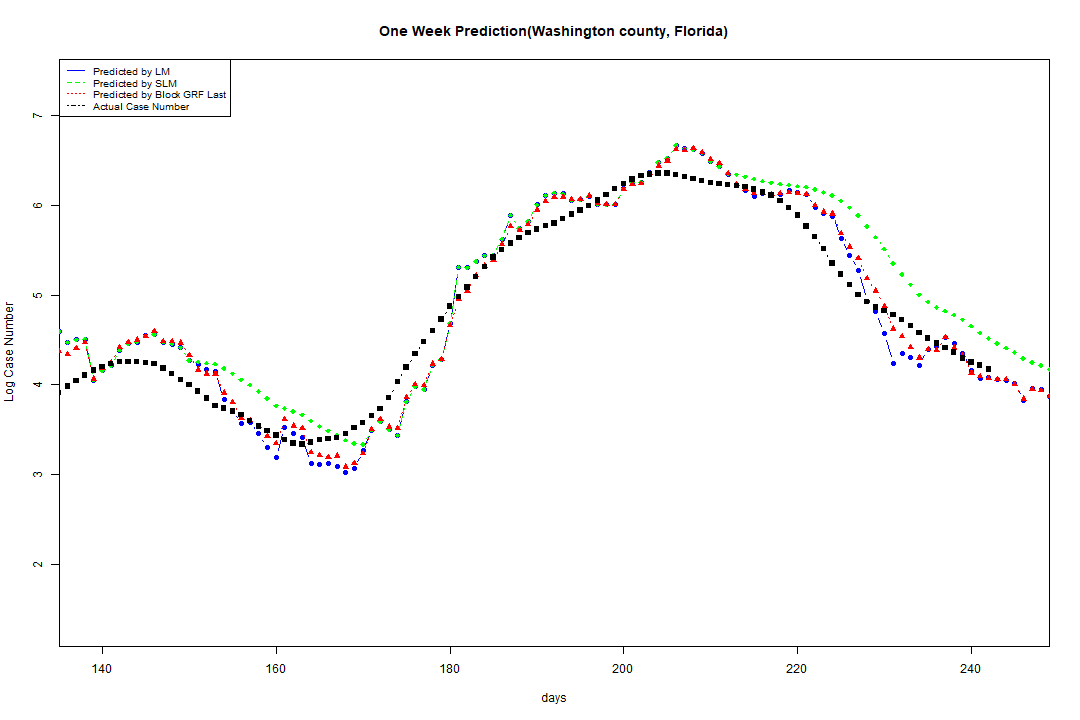 One Week Prediction(Washington county, Florida)
Predicted by LM
Predicted by SLM
Predicted by Block GRF Last
Actual Case Number
7
6
5
4
3
2
Log Case Number
140 160 180 200 220 240
days